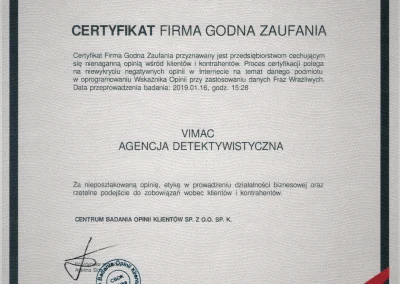 CERTYFIKAT FIRMA GODNA ZAUFANIA
Certyfikat Firma Godna Zaufania przyznawany jest przedsiębiorstwom cechującym
się nienaganną opinią wśród klientów i kontrahentów. Proces certyfikacji polega
na niewykryciu negatywnych opinii w Internecie na temat danego podmiotu
w oprogramowaniu Wskaźnika Opinii przy zastosowaniu danych Fraz Wrażliwych.
Data przeprowadzenia badania: 2019.01.16, godz. 15:28
VIMAC
AGENCJA DETEKTYWISTYCZNA
Za nieposzlakowaną opinię, etykę w prowadzeniu działalności biznesowej oraz
rzetelne podejście do zobowiązań wobec klientów i kontrahentów.
CENTRUM BADANIA OPINII KLIENTÓW SP. Z O.O. SP. K.
Badania Opinii